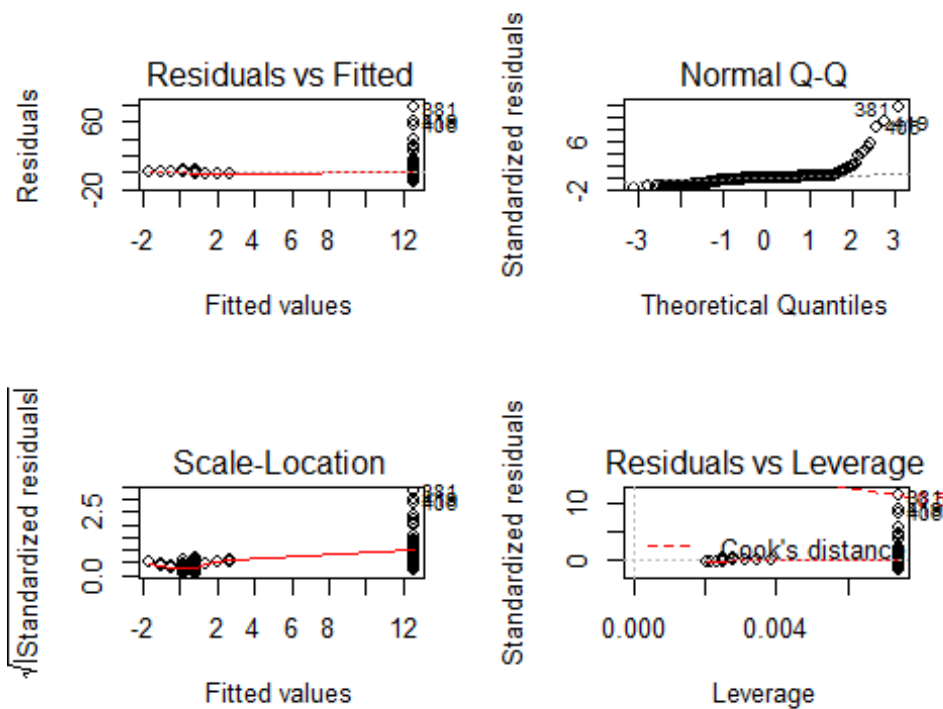 Residuals vs Fitted
Residuals
60
-20
381
-2 0 2 4 6 8 12
Fitted values
Normal Q-Q
Standardized residuals
6
-2
381
-3 -1 0 1 2 3
Theoretical Quantiles
Scale-Location
√|Standardized residuals|
2.5
0.0
381
-2 0 2 4 6 8 12
Fitted values
Residuals vs Leverage
Standardized residuals
10
0
381
Cook's distance
0.000 0.004
Leverage